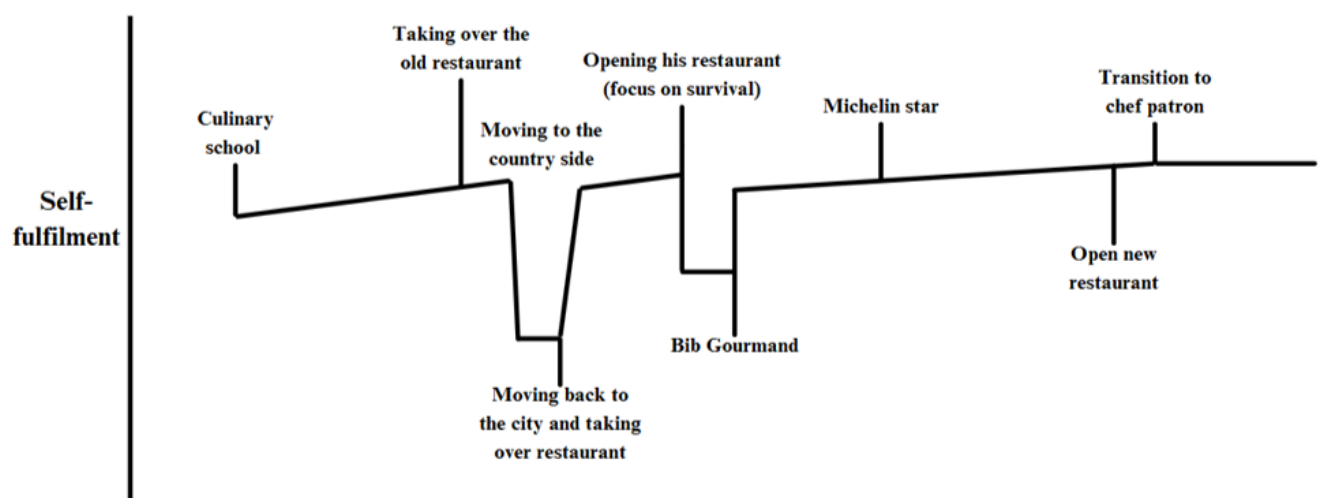 Self-
fulfilment
Culinary
school
Taking over the
old restaurant
Moving to the
country side
Moving back to
the city and taking
over restaurant
Opening his restaurant
(focus on survival)
Bib Gourmand
Michelin star
Open new
restaurant
Transition to
chef patron